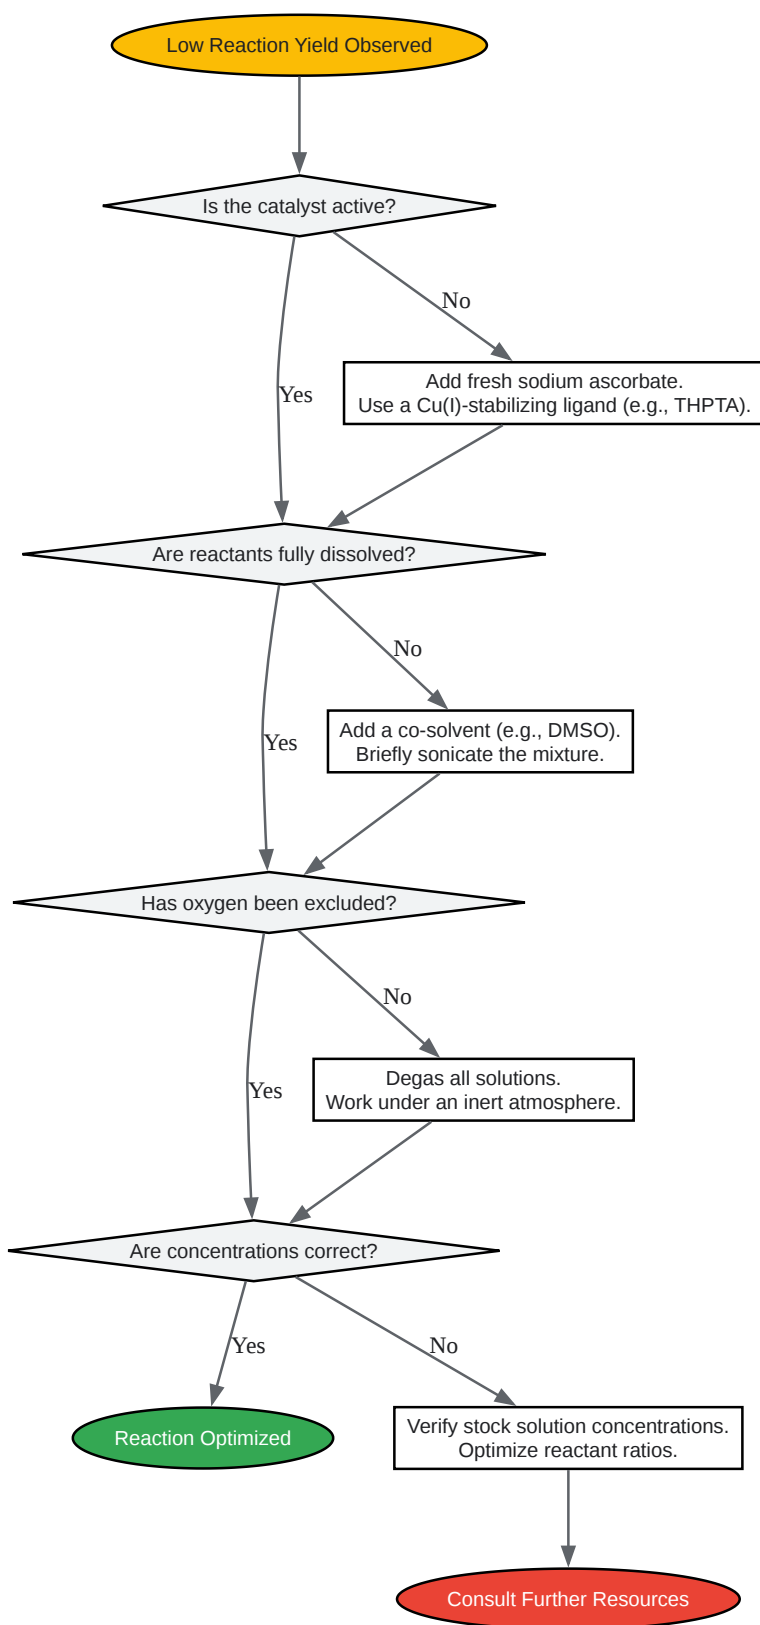 Low Reaction Yield Observed
Is the catalyst active?
No
Yes
Add fresh sodium ascorbate.
Use a Cu(I)-stabilizing ligand (e.g., THPTA).
Are reactants fully dissolved?
No
Yes
Add a co-solvent (e.g., DMSO).
Briefly sonicate the mixture.
Has oxygen been excluded?
No
Yes
Degas all solutions.
Work under an inert atmosphere.
Are concentrations correct?
Yes
No
Reaction Optimized
Verify stock solution concentrations.
Optimize reactant ratios.
Consult Further Resources